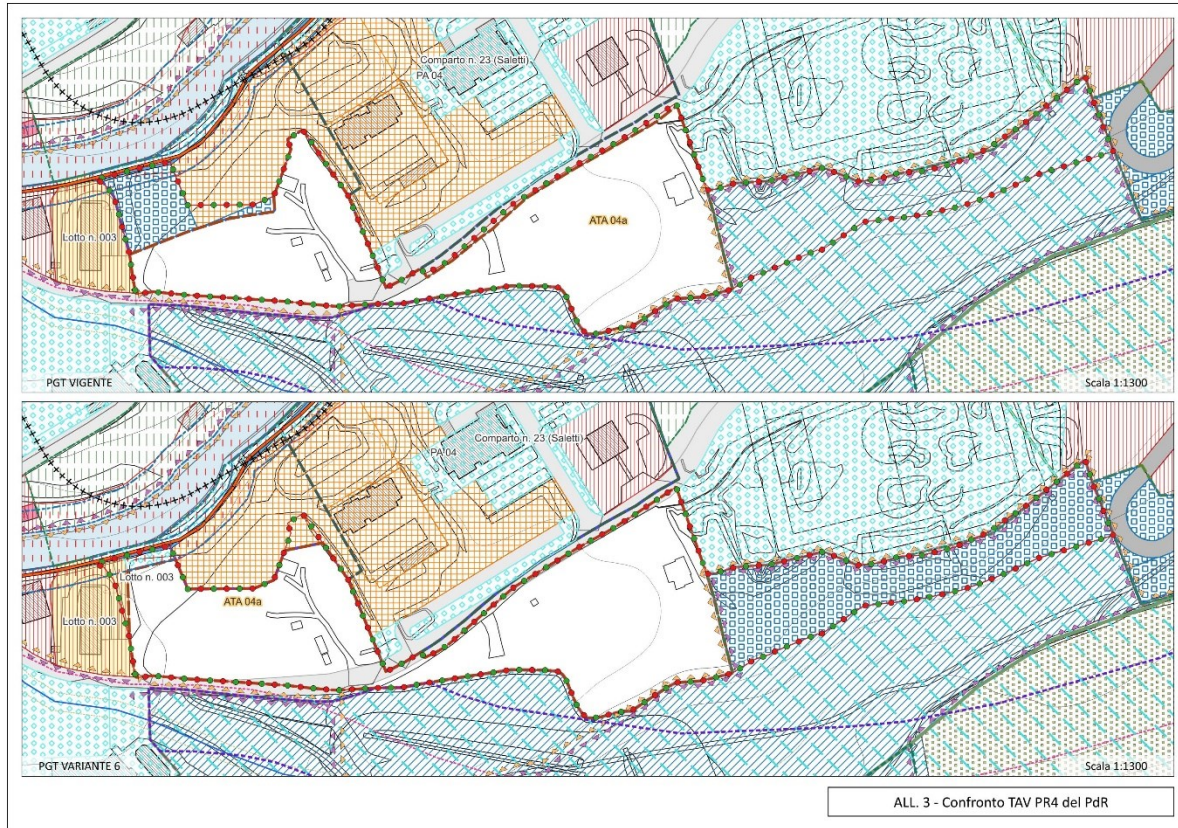 Comparto n. 23 (Saletti)
PA 04
ATA 04a
Lotto n. 003
PGT VIGENTE
Scala 1:1300
Comparto n. 23 (Saletti)
PA 04
Lotto n. 003
ATA 04a
Lotto n. 003
PGT VARIANTE 6
Scala 1:1300
ALL. 3 - Confronto TAV PR4 del PdR